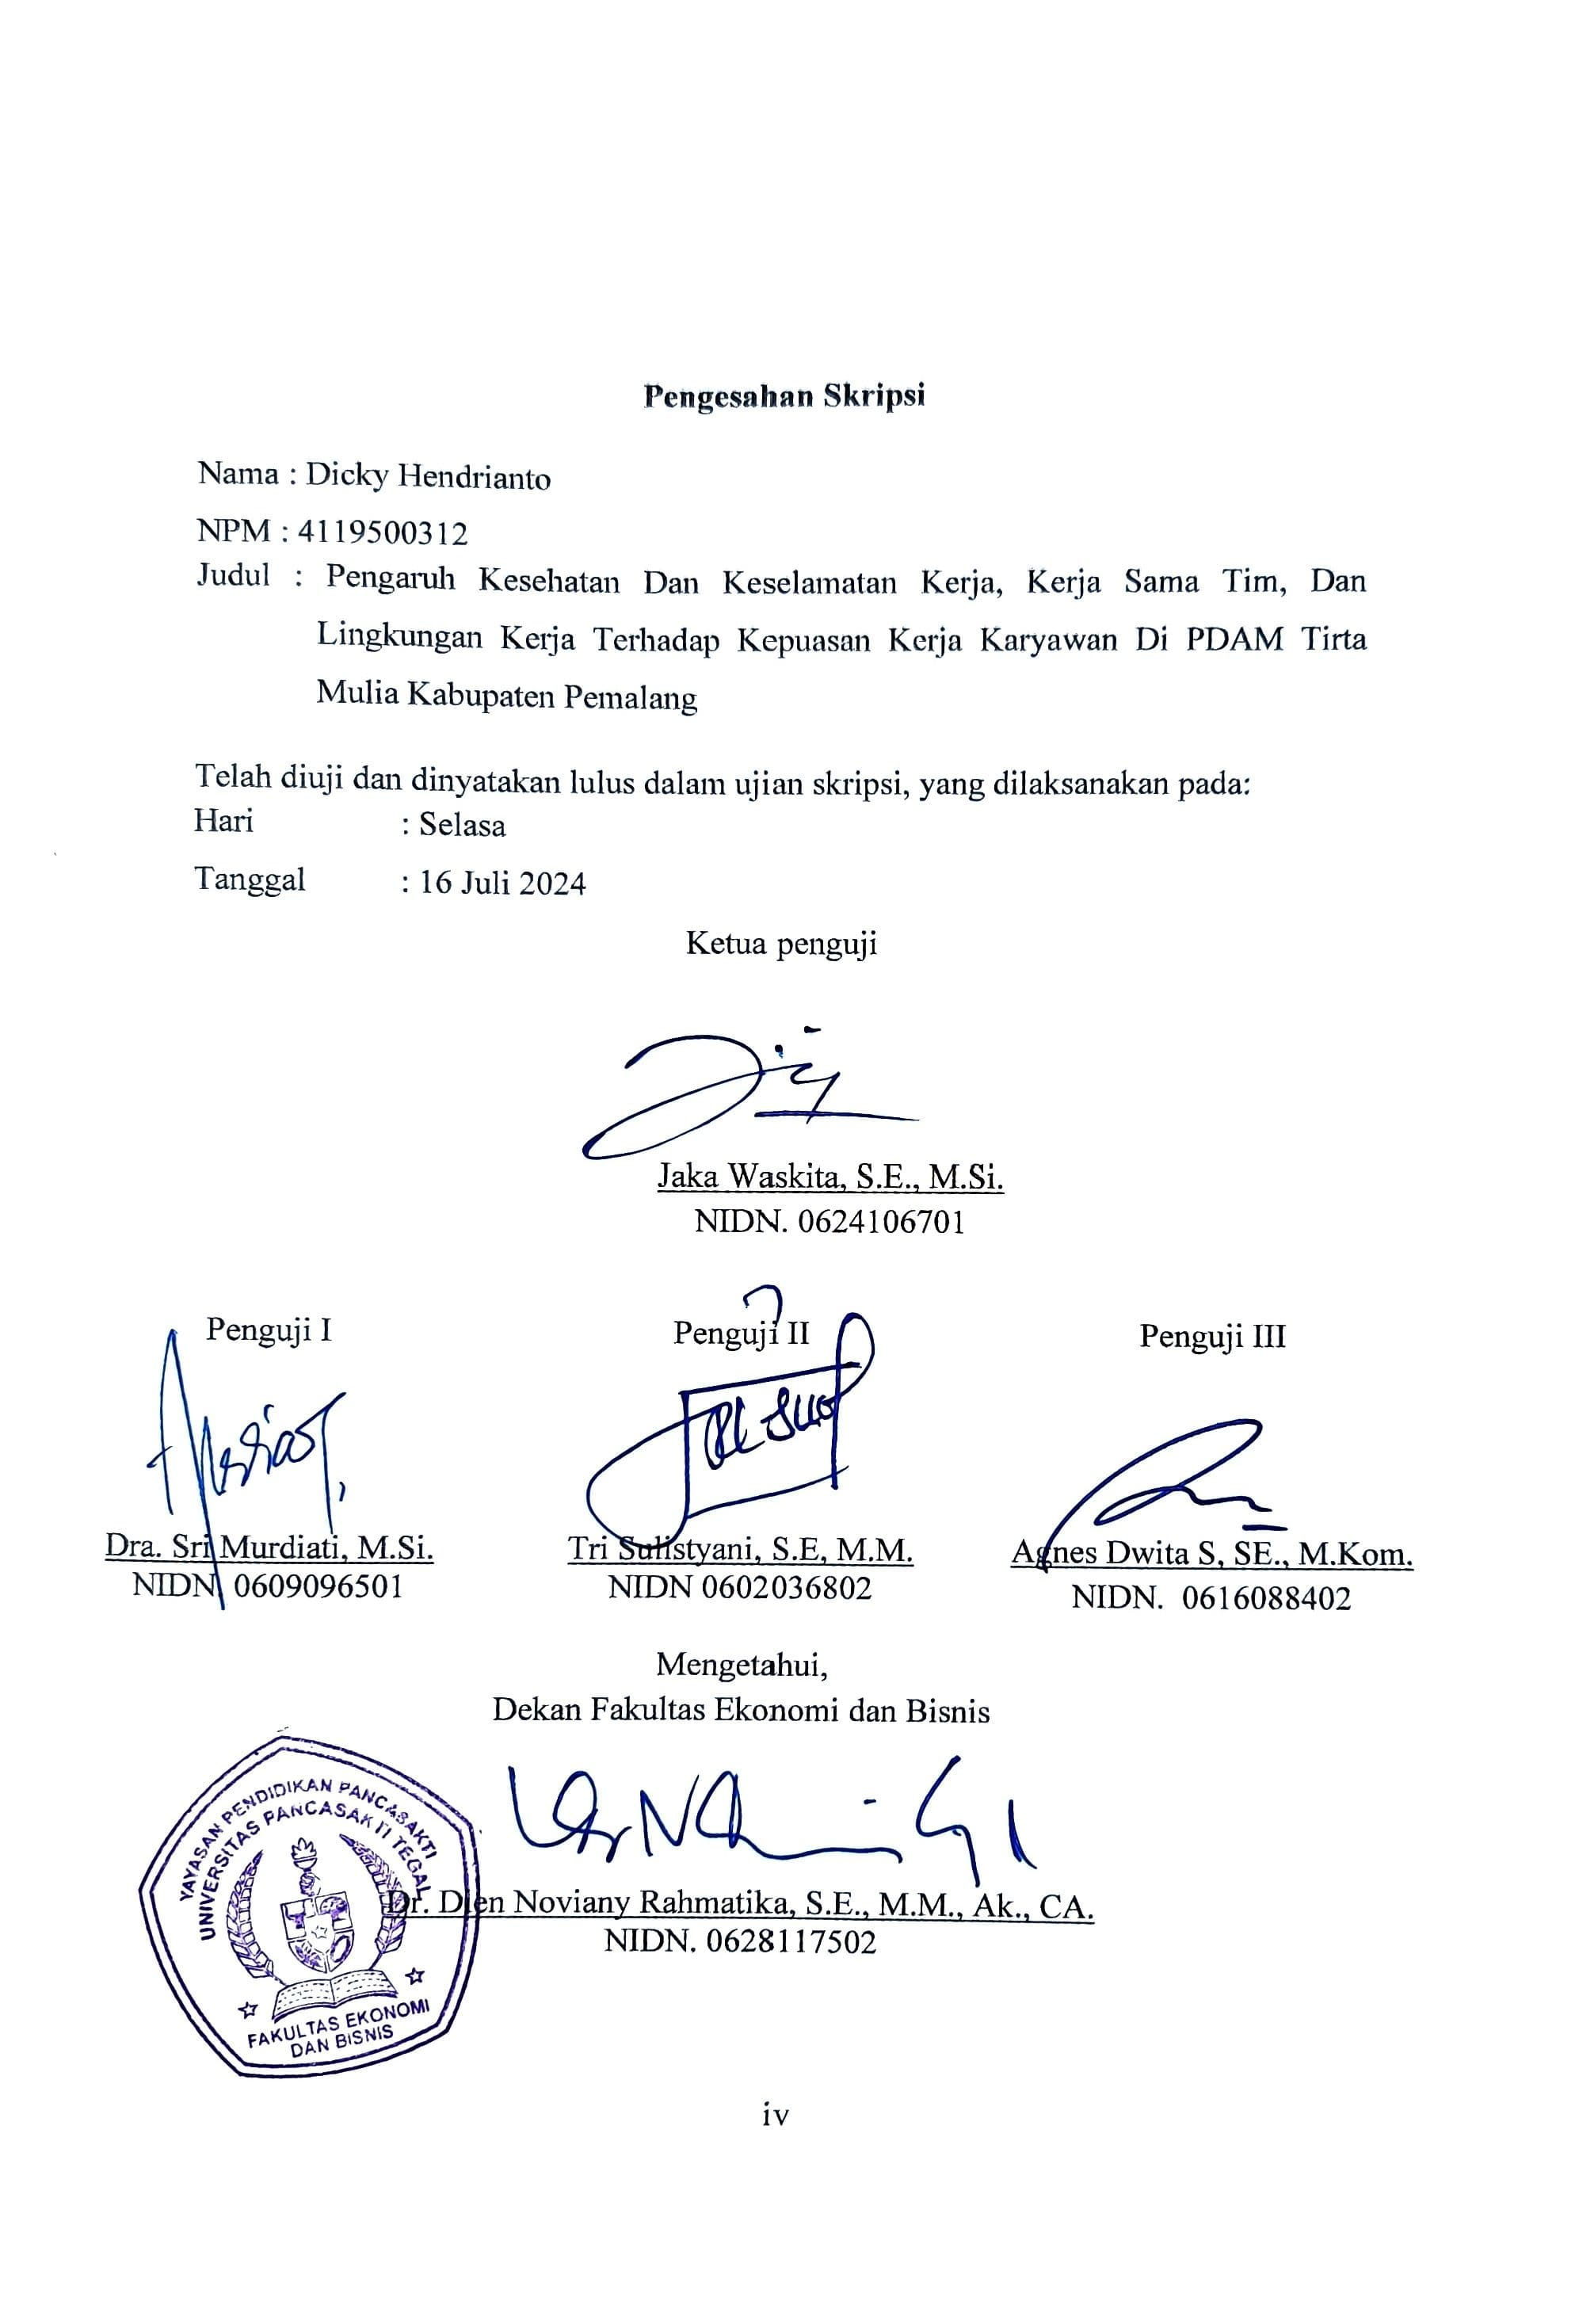 Pengesahan Skripsi
Nama : Dicky Hendrianto
NPM : 4119500312
Judul : Pengaruh Kesehatan Dan Keselamatan Kerja, Kerja Sama Tim, Dan
Lingkungan Kerja Terhadap Kepuasan Kerja Karyawan Di PDAM Tirta
Mulia Kabupaten Pemalang
Telah diuji dan dinyatakan lulus dalam ujian skripsi, yang dilaksanakan pada:
Hari : Selasa
Tanggal : 16 Juli 2024
Ketua penguji
Jaka Waskita, S.E., M.Si.
NIDN. 0624106701
Penguji I Penguji II Penguji III
Dra. Sri Murdiati, M.Si. Tri Sulistyani, S.E, M.M. Agnes Dwita S, SE., M.Kom.
NIDN. 0609096501 NIDN 0602036802 NIDN. 0616088402
Mengetahui,
Dekan Fakultas Ekonomi dan Bisnis
YAYASAN PENDIDIKAN PANCASAKTI
UNIVERSITAS PANCASAKTI TEGAL
Dr. Dien Noviany Rahmatika, S.E., M.M., Ak., CA.
NIDN. 0628117502
FAKULTAS EKONOMI
DAN BISNIS
iv